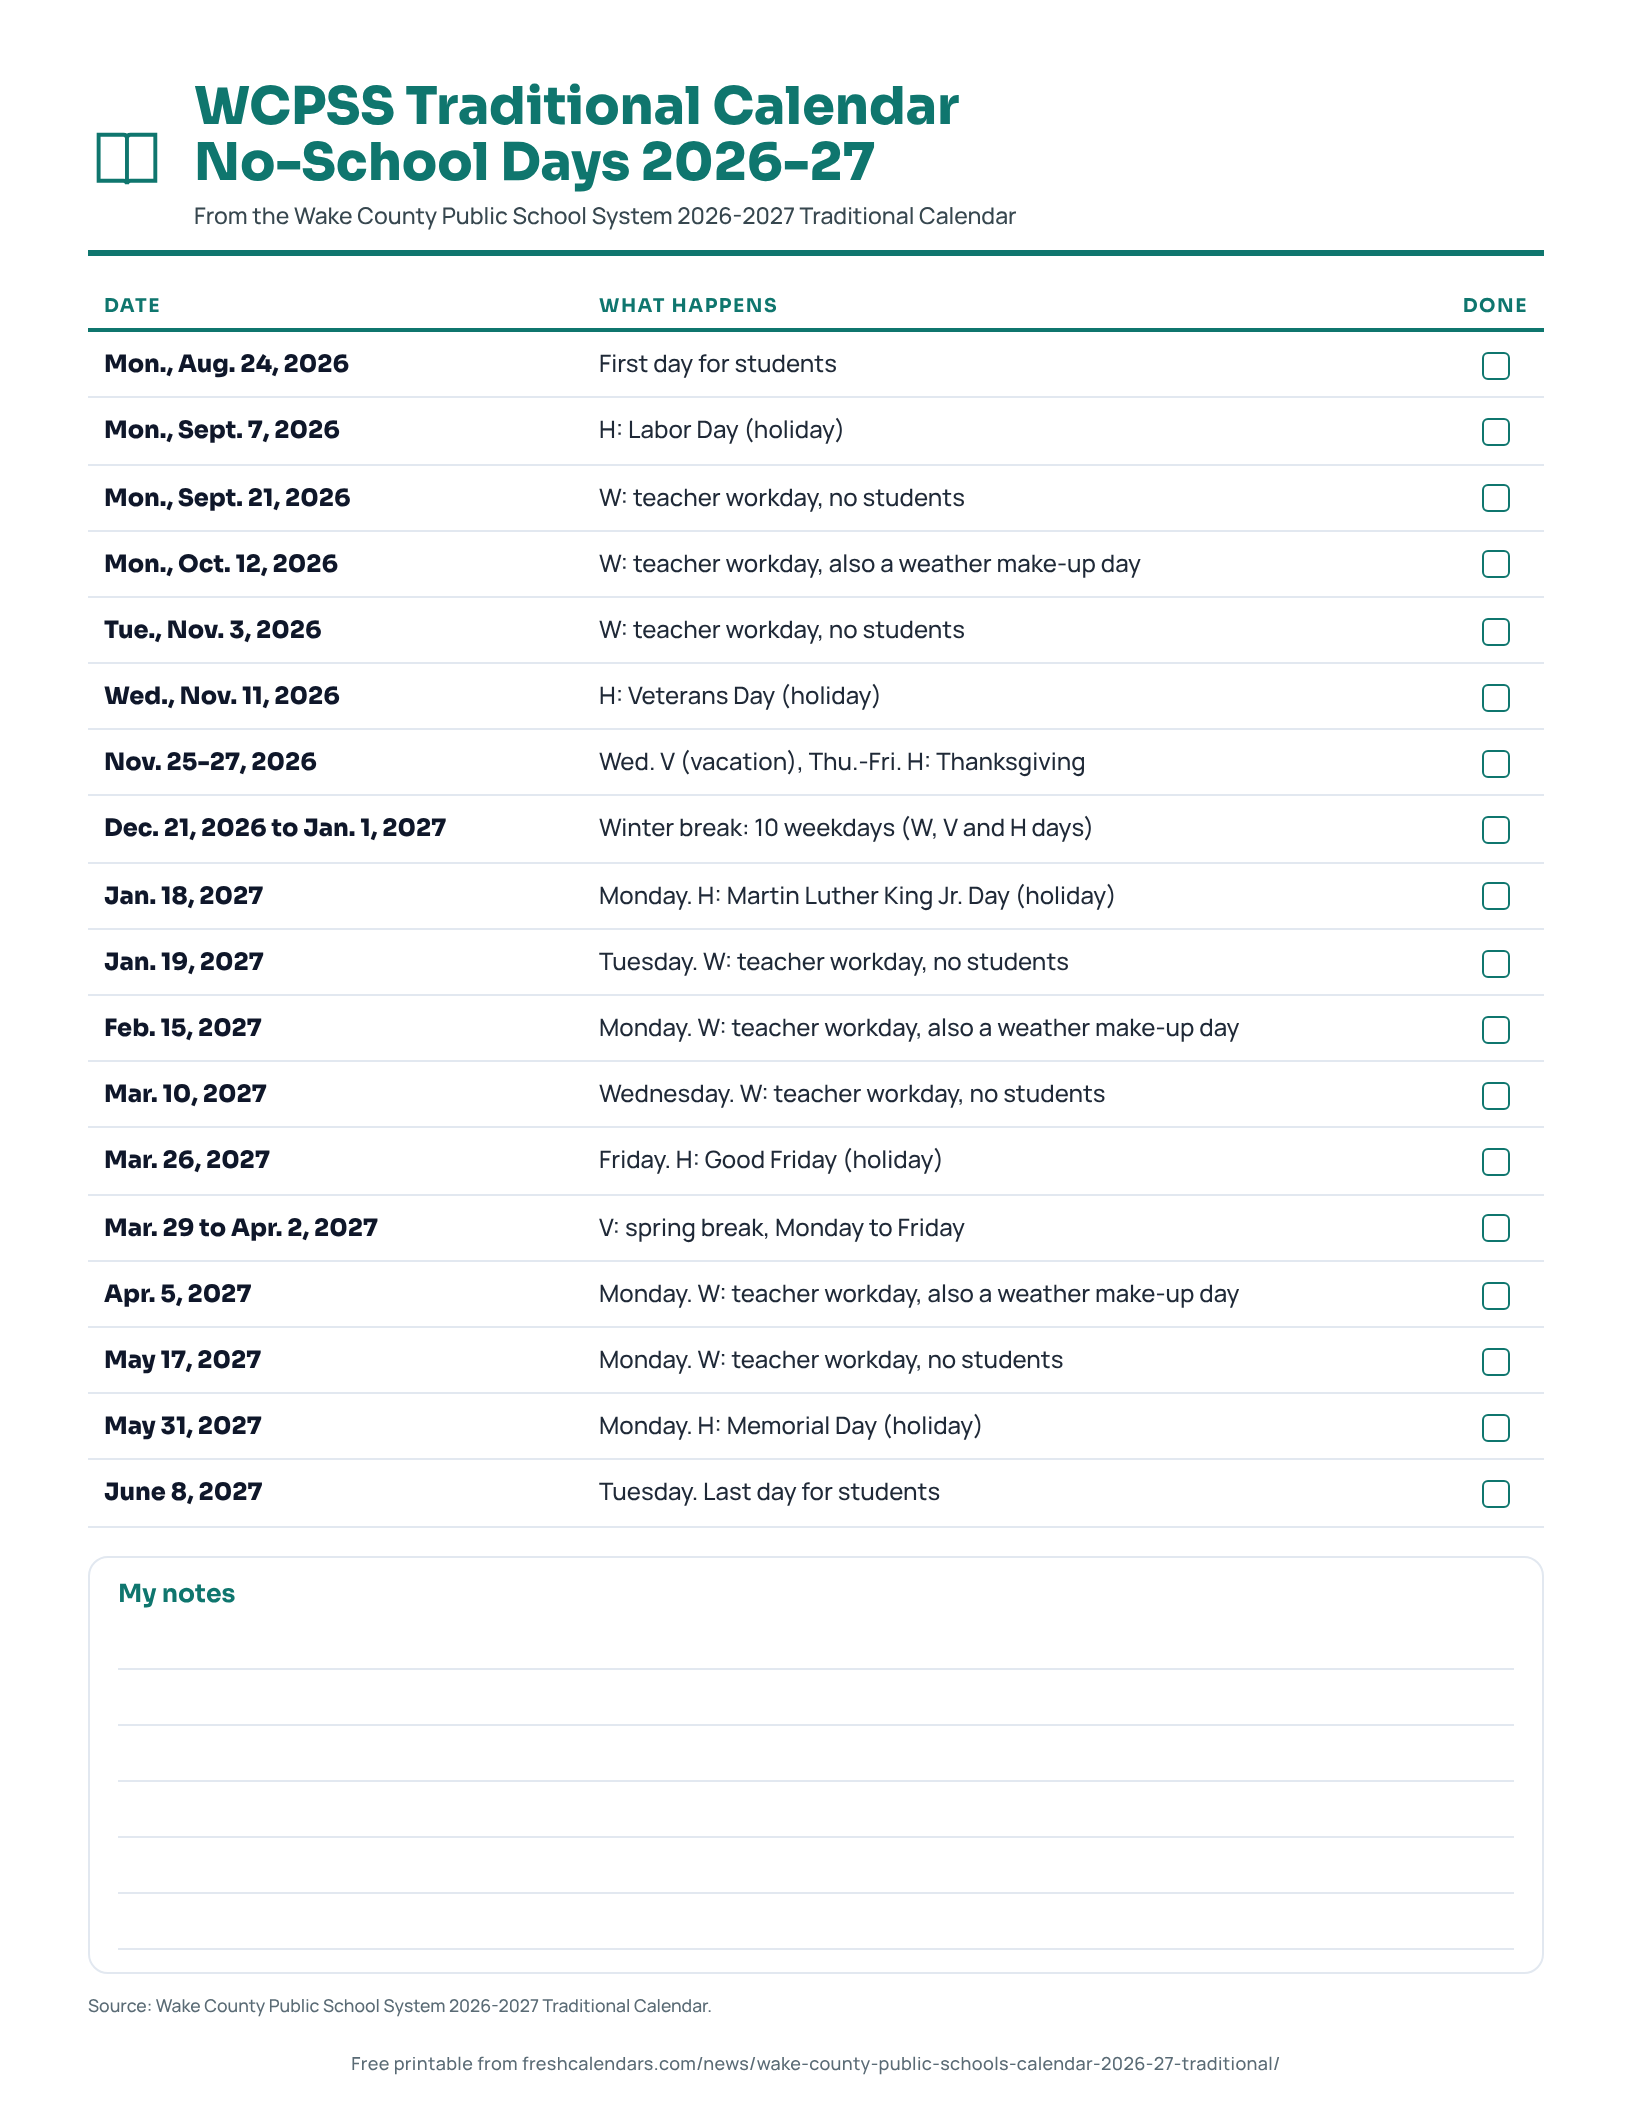 WCPSS Traditional Calendar
No-School Days 2026-27
From the Wake County Public School System 2026-2027 Traditional Calendar
DATE WHAT HAPPENS DONE
Mon., Aug. 24, 2026 First day for students
Mon., Sept. 7, 2026 H: Labor Day (holiday)
Mon., Sept. 21, 2026 W: teacher workday, no students
Mon., Oct. 12, 2026 W: teacher workday, also a weather make-up day
Tue., Nov. 3, 2026 W: teacher workday, no students
Wed., Nov. 11, 2026 H: Veterans Day (holiday)
Nov. 25-27, 2026 Wed. V (vacation), Thu.-Fri. H: Thanksgiving
Dec. 21, 2026 to Jan. 1, 2027 Winter break: 10 weekdays (W, V and H days)
Jan. 18, 2027 Monday. H: Martin Luther King Jr. Day (holiday)
Jan. 19, 2027 Tuesday. W: teacher workday, no students
Feb. 15, 2027 Monday. W: teacher workday, also a weather make-up day
Mar. 10, 2027 Wednesday. W: teacher workday, no students
Mar. 26, 2027 Friday. H: Good Friday (holiday)
Mar. 29 to Apr. 2, 2027 V: spring break, Monday to Friday
Apr. 5, 2027 Monday. W: teacher workday, also a weather make-up day
May 17, 2027 Monday. W: teacher workday, no students
May 31, 2027 Monday. H: Memorial Day (holiday)
June 8, 2027 Tuesday. Last day for students
My notes
Source: Wake County Public School System 2026-2027 Traditional Calendar.
Free printable from freshcalendars.com/news/wake-county-public-schools-calendar-2026-27-traditional/